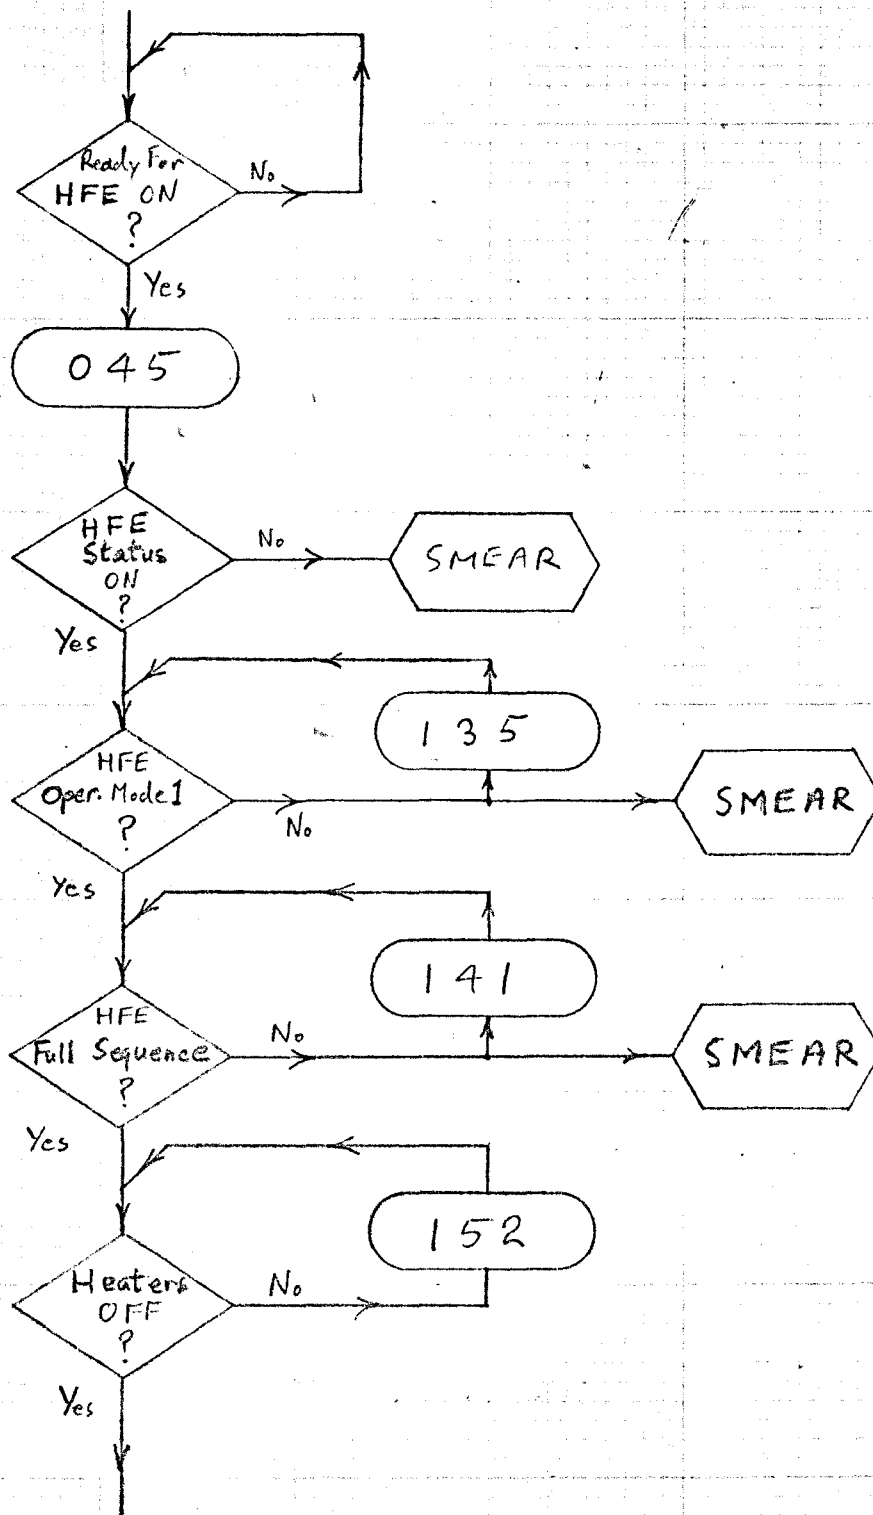 Ready For
HFE ON
?
No
Yes
045
HFE
Status
ON
?
No
SMEAR
Yes
135
HFE
Oper. Mode 1
?
No
SMEAR
Yes
141
HFE
Full Sequence
?
No
SMEAR
Yes
152
Heaters
OFF
?
No
Yes